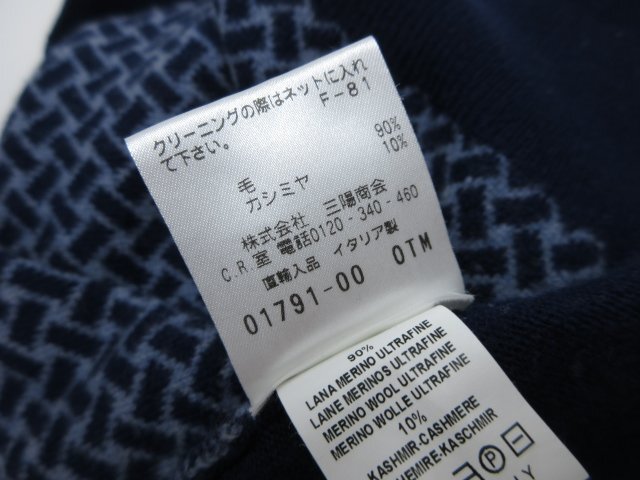 クリーニングの際はネットに入れ
て下さい。 F-81
毛 90%
カシミヤ 10%
株式会社 三陽商会
C.R室 電話0120-340-460
直輸入品 イタリア製
01791-00 OTM
90%
LANA MERINO ULTRAFINE
LAINE MERINOS ULTRAFINE
MERINO WOOL ULTRAFINE
MERINO WOLLE ULTRAFINE
10%
KASHMIR-CASHMERE